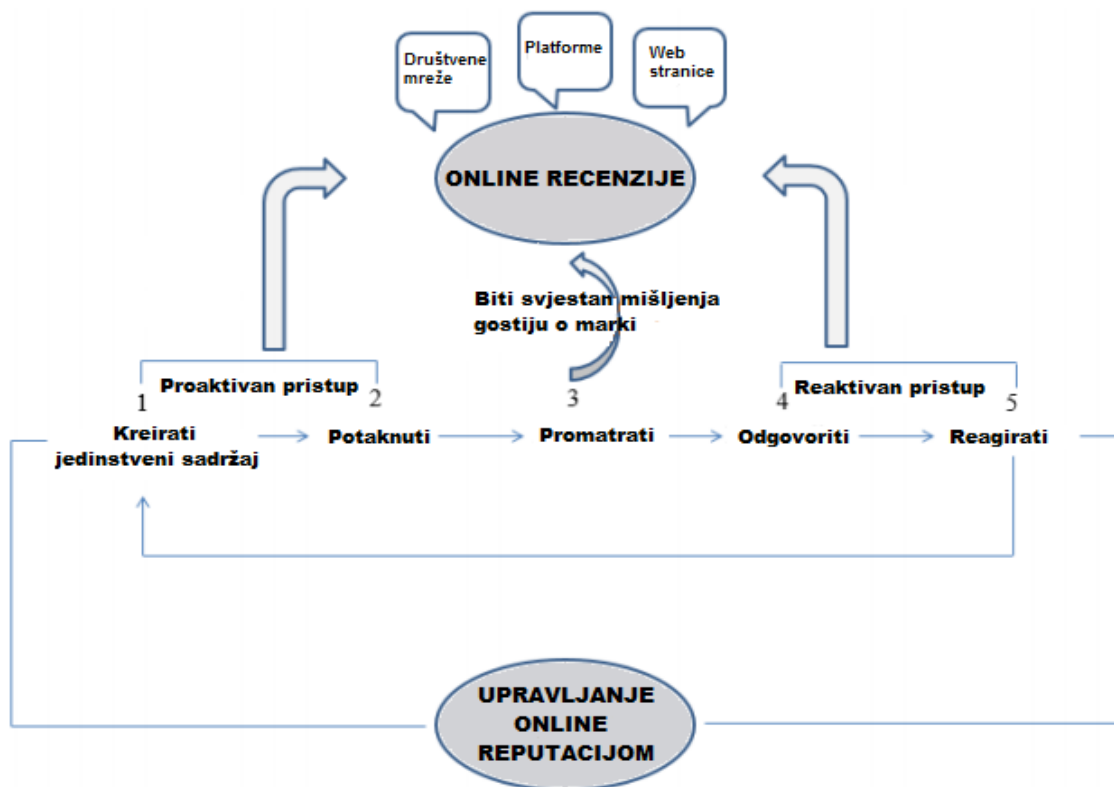 Društvene
mreže
Platforme
Web
stranice
ONLINE RECENZIJE
Biti svjestan mišljenja
gostiju o marki
Proaktivan pristup
Reaktivan pristup
1
2
3
4
5
Kreirati
jedinstveni sadržaj
Potaknuti
Promatrati
Odgovoriti
Reagirati
UPRAVLJANJE
ONLINE
REPUTACIJOM